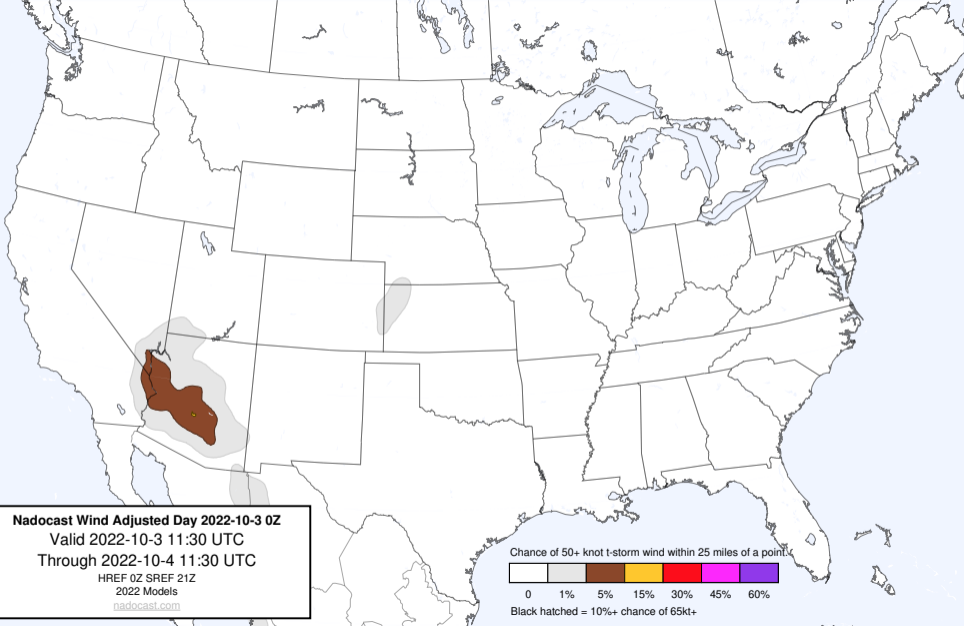 Nadocast Wind Adjusted Day 2022-10-3 0Z
Valid 2022-10-3 11:30 UTC
Through 2022-10-4 11:30 UTC
HREF 0Z SREF 21Z
2022 Models
nadocast.com
Chance of 50+ knot t-storm wind within 25 miles of a point.
0 1% 5% 15% 30% 45% 60%
Black hatched = 10%+ chance of 65kt+